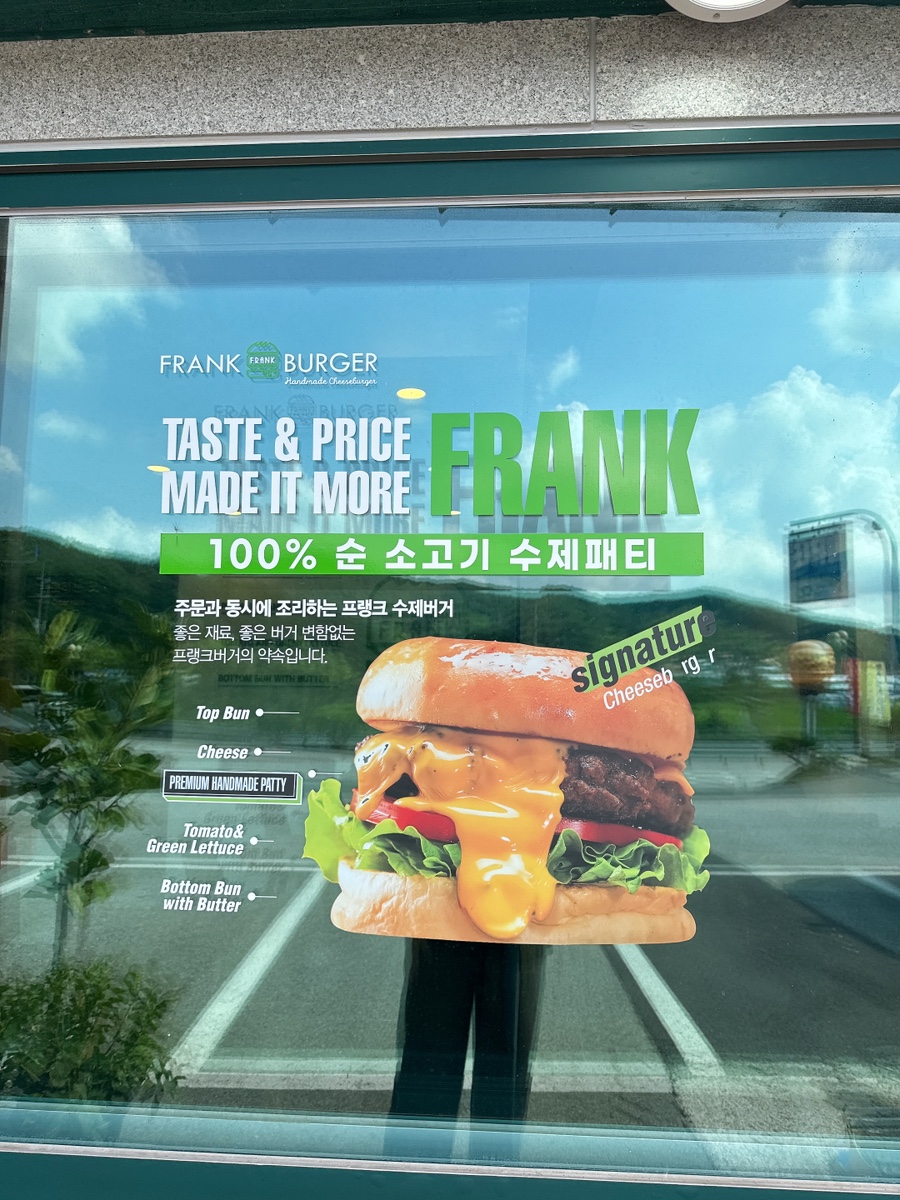 FRANK FRANK BURGER
Handmade Cheeseburger
TASTE & PRICE
MADE IT MORE
FRANK
100% 순 소고기 수제패티
주문과 동시에 조리하는 프랭크 수제버거
좋은 재료, 좋은 버거 변함없는
프랭크버거의 약속입니다.
signature
Cheeseb rg r
Top Bun
Cheese
PREMIUM HANDMADE PATTY
Tomato&
Green Lettuce
Bottom Bun
with Butter